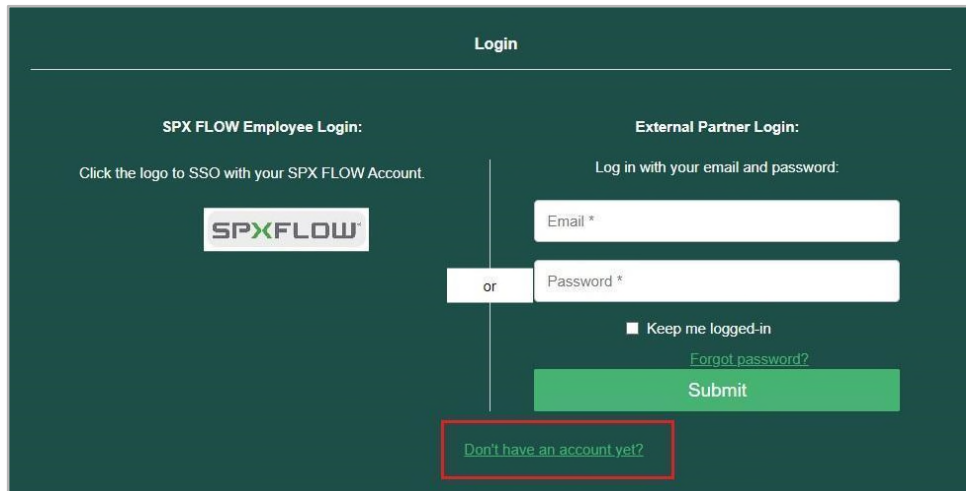 Login
SPX FLOW Employee Login:
Click the logo to SSO with your SPX FLOW Account.
SPXFLOW™
or
External Partner Login:
Log in with your email and password:
Email *
Password *
Keep me logged-in
Forgot password?
Submit
Don't have an account yet?